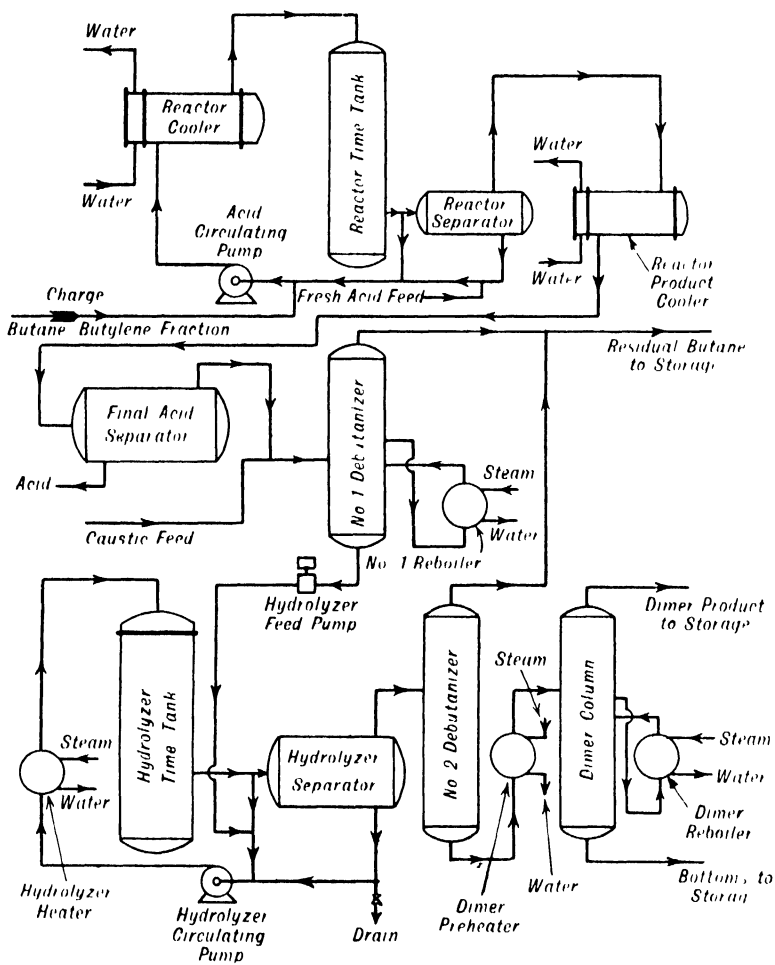 Water
Reactor
Cooler
Water
Reactor Time Tank
Acid
Circulating
Pump
Reactor
Separator
Water
Water
Reactor
Product
Cooler
Charge
Butane Butylene Fraction
Fresh Acid Feed
Residual Butane
to Storage
Final Acid
Separator
Acid
Caustic Feed
No 1 Debutanizer
Steam
Water
No. 1 Reboiler
Hydrolyzer
Feed Pump
Hydrolyzer
Time Tank
Steam
Water
Hydrolyzer
Heater
Hydrolyzer
Separator
Hydrolyzer
Circulating
Pump
Drain
No 2 Debutanizer
Steam
Dimer
Preheater
Water
Dimer Column
Dimer Product
to Storage
Steam
Water
Dimer
Reboiler
Bottoms to
Storag